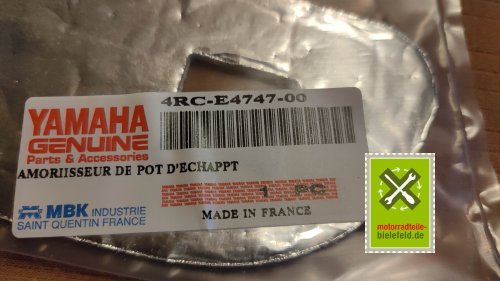 4RC-E4747-00
YAMAHA
GENUINE
Parts & Accessories
AMORIISSEUR DE POT D'ECHAPPT
1 PC
MBK INDUSTRIE
SAINT QUENTIN FRANCE
MADE IN FRANCE
motorradteile-
bielefeld.de